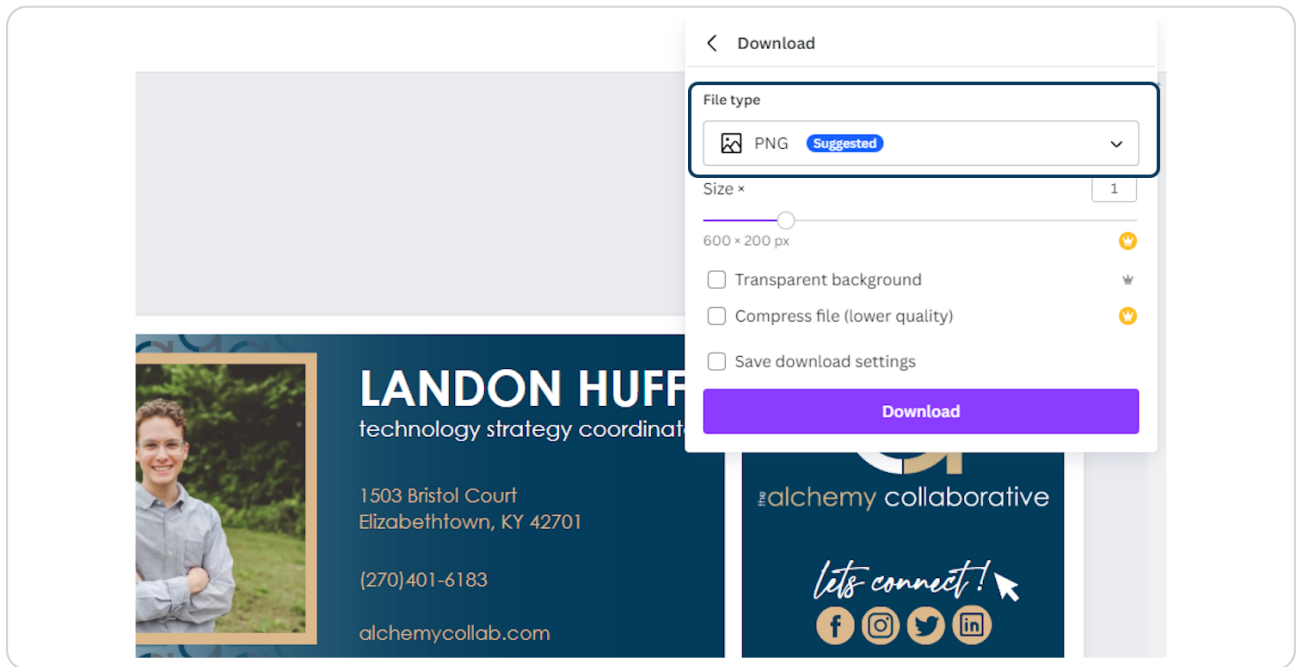 Download
File type
PNG Suggested
Size × 1
600 × 200 px
Transparent background
Compress file (lower quality)
Save download settings
Download
LANDON HUFF
technology strategy coordinat
1503 Bristol Court
Elizabethtown, KY 42701
(270)401-6183
alchemycollab.com
the alchemy collaborative
lets connect!
f
in